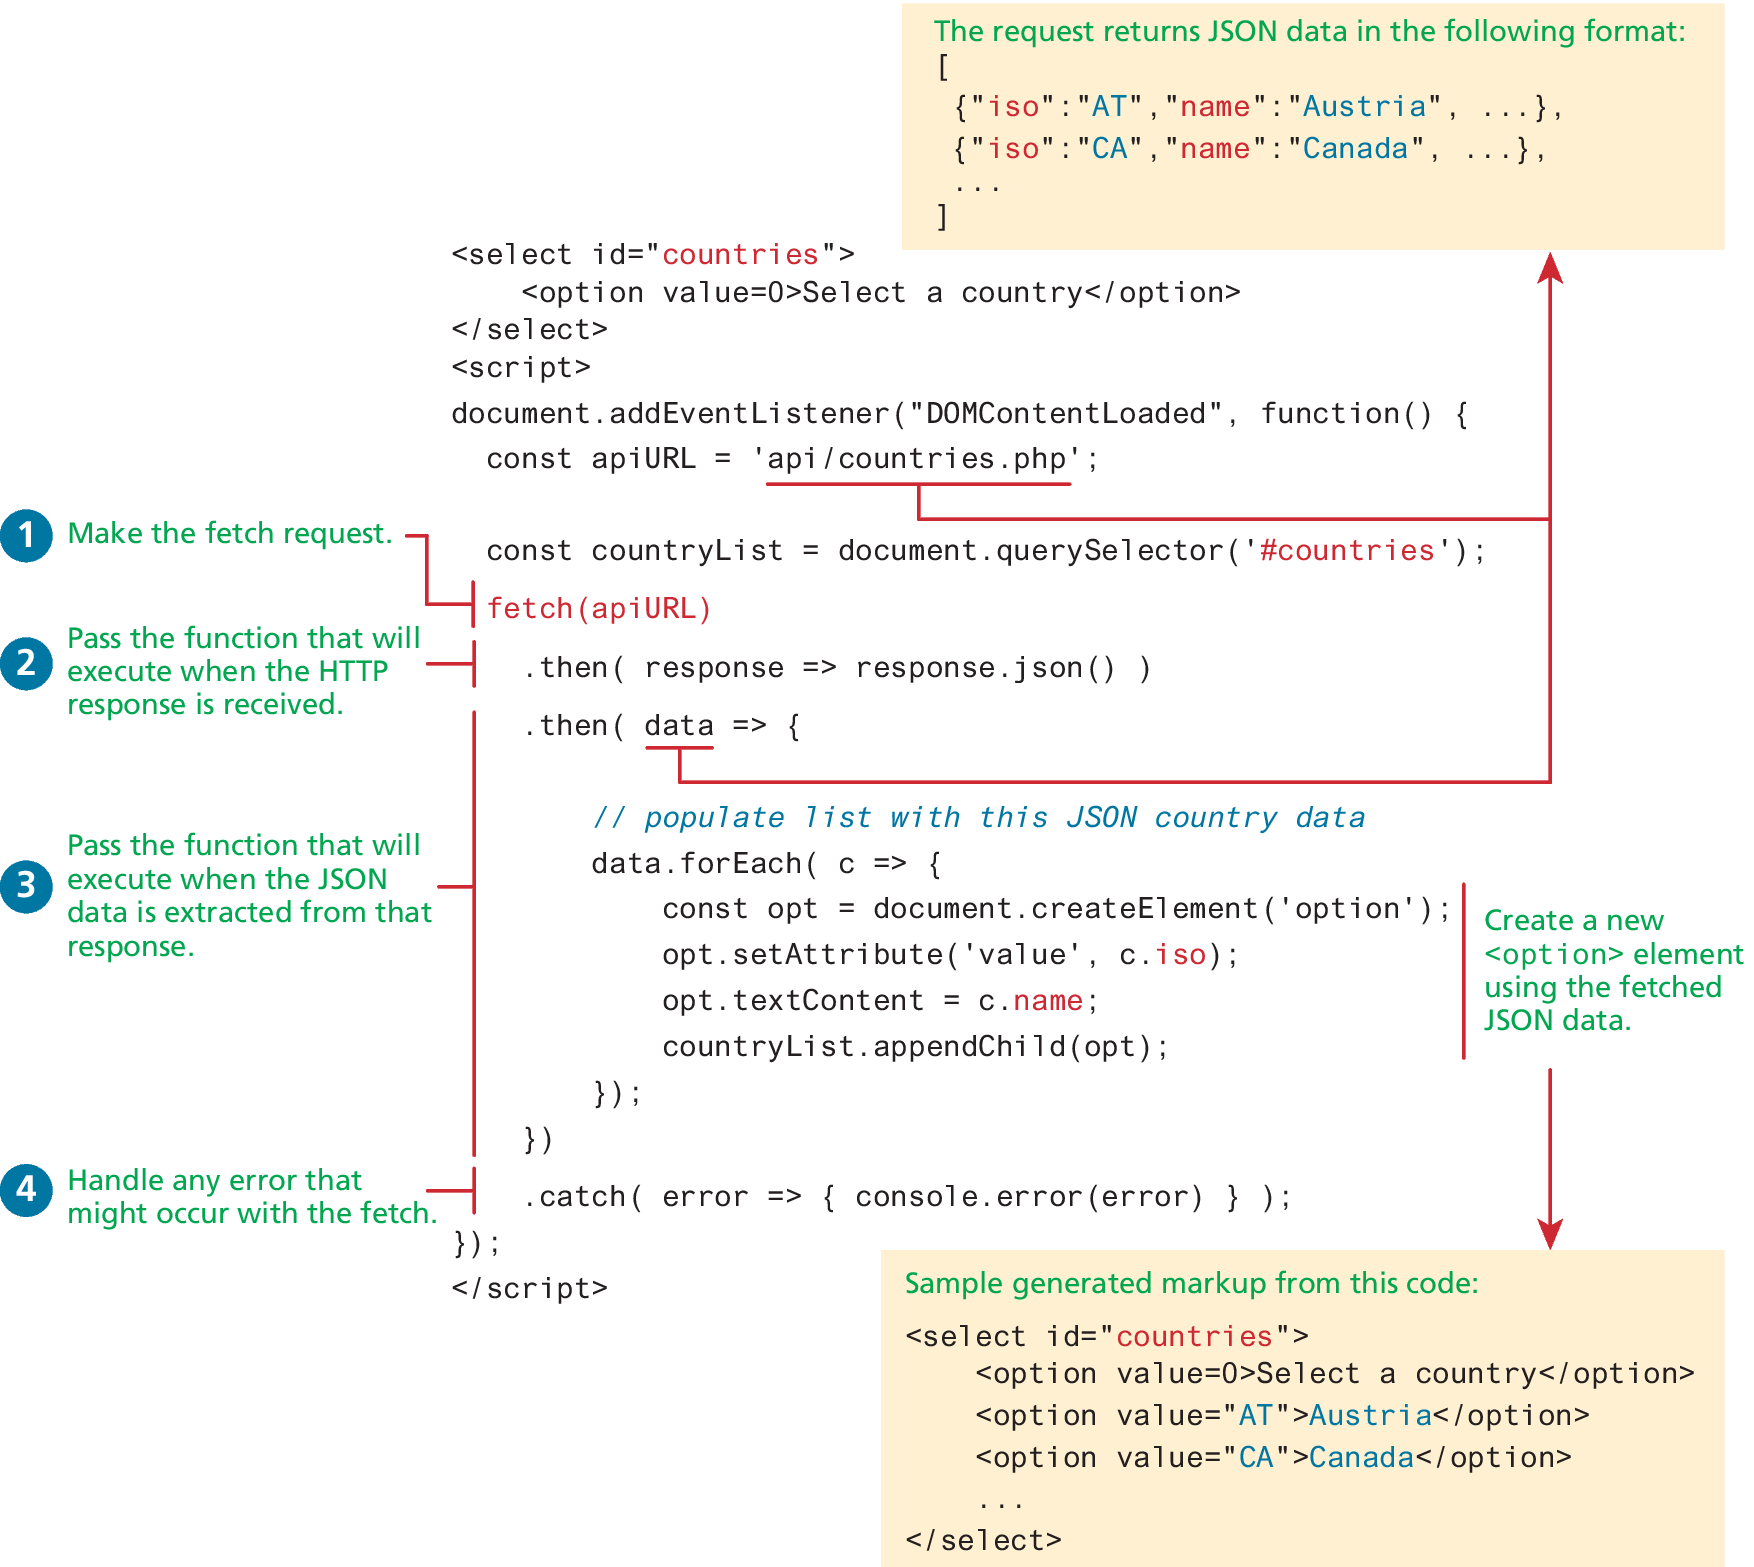 The request returns JSON data in the following format:
[
{"iso":"AT","name":"Austria", ...},
{"iso":"CA","name":"Canada", ...},
...
]
<select id="countries">
<option value=0>Select a country</option>
</select>
<script>
document.addEventListener("DOMContentLoaded", function() {
const apiURL = 'api/countries.php';
1 Make the fetch request.
const countryList = document.querySelector('#countries');
fetch(apiURL)
2 Pass the function that will
execute when the HTTP
response is received.
.then( response => response.json() )
.then( data => {
3 Pass the function that will
execute when the JSON
data is extracted from that
response.
// populate list with this JSON country data
data.forEach( c => {
const opt = document.createElement('option');
opt.setAttribute('value', c.iso);
opt.textContent = c.name;
countryList.appendChild(opt);
});
})
Create a new
<option> element
using the fetched
JSON data.
4 Handle any error that
might occur with the fetch.
.catch( error => { console.error(error) } );
});
</script>
Sample generated markup from this code:
<select id="countries">
<option value=0>Select a country</option>
<option value="AT">Austria</option>
<option value="CA">Canada</option>
...
</select>